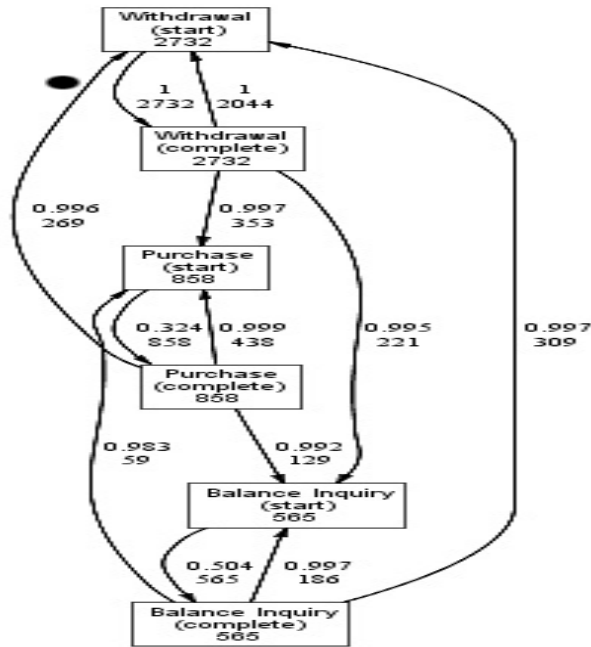 Withdrawal
(start)
2732
1 1
2732 2044
Withdrawal
(complete)
2732
0.996
269
0.997
353
Purchase
(start)
858
0.324 0.999
858 438
0.995
221
0.997
309
Purchase
(complete)
858
0.983
59
0.992
129
Balance Inquiry
(start)
565
0.504 0.997
565 186
Balance Inquiry
(complete)
565